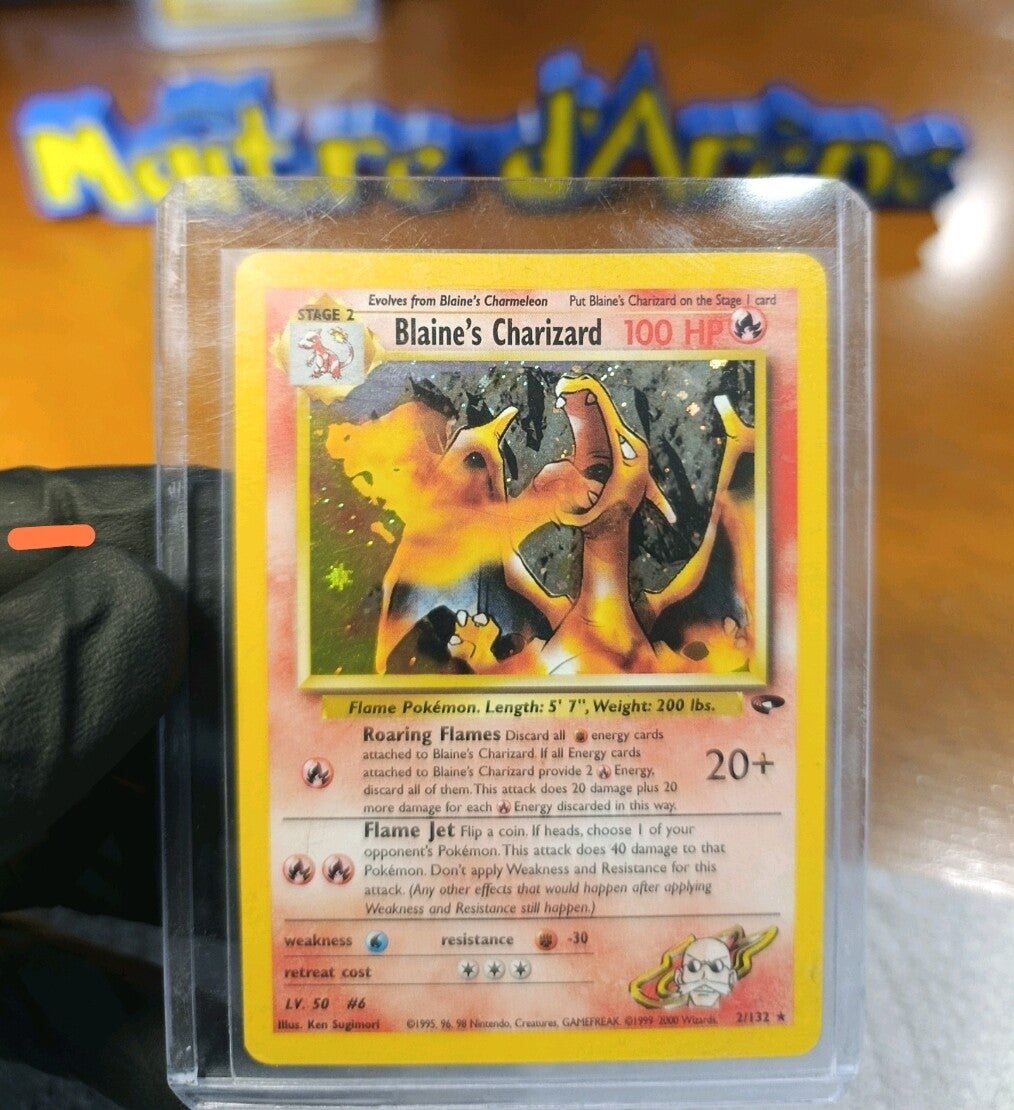 Maitre d'Arène
Evolves from Blaine's Charmeleon Put Blaine's Charizard on the Stage 1 card
STAGE 2
Blaine's Charizard 100 HP
Flame Pokémon. Length: 5' 7", Weight: 200 lbs.
Roaring Flames Discard all energy cards
attached to Blaine's Charizard. If all Energy cards
attached to Blaine's Charizard provide 2 Energy,
discard all of them. This attack does 20 damage plus 20
more damage for each Energy discarded in this way.
20+
Flame Jet Flip a coin. If heads, choose 1 of your
opponent's Pokémon. This attack does 40 damage to that
Pokémon. Don't apply Weakness and Resistance for this
attack. (Any other effects that would happen after applying
Weakness and Resistance still happen.)
weakness resistance -30
retreat cost
LV. 50 #6
Illus. Ken Sugimori ©1995, 96, 98 Nintendo, Creatures, GAMEFREAK. ©1999-2000 Wizards. 2/132 ★